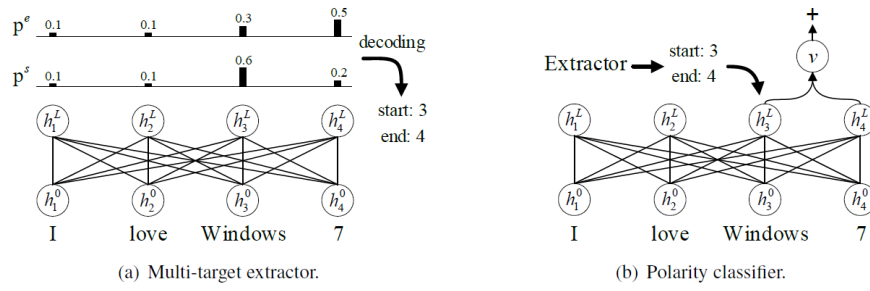 p^e 0.1 0.1 0.3 0.5
decoding
p^s 0.1 0.1 0.6 0.2
start: 3
end: 4
h_1^L h_2^L h_3^L h_4^L
h_1^0 h_2^0 h_3^0 h_4^0
I love Windows 7
(a) Multi-target extractor.
+
v
Extractor
start: 3
end: 4
h_1^L h_2^L h_3^L h_4^L
h_1^0 h_2^0 h_3^0 h_4^0
I love Windows 7
(b) Polarity classifier.